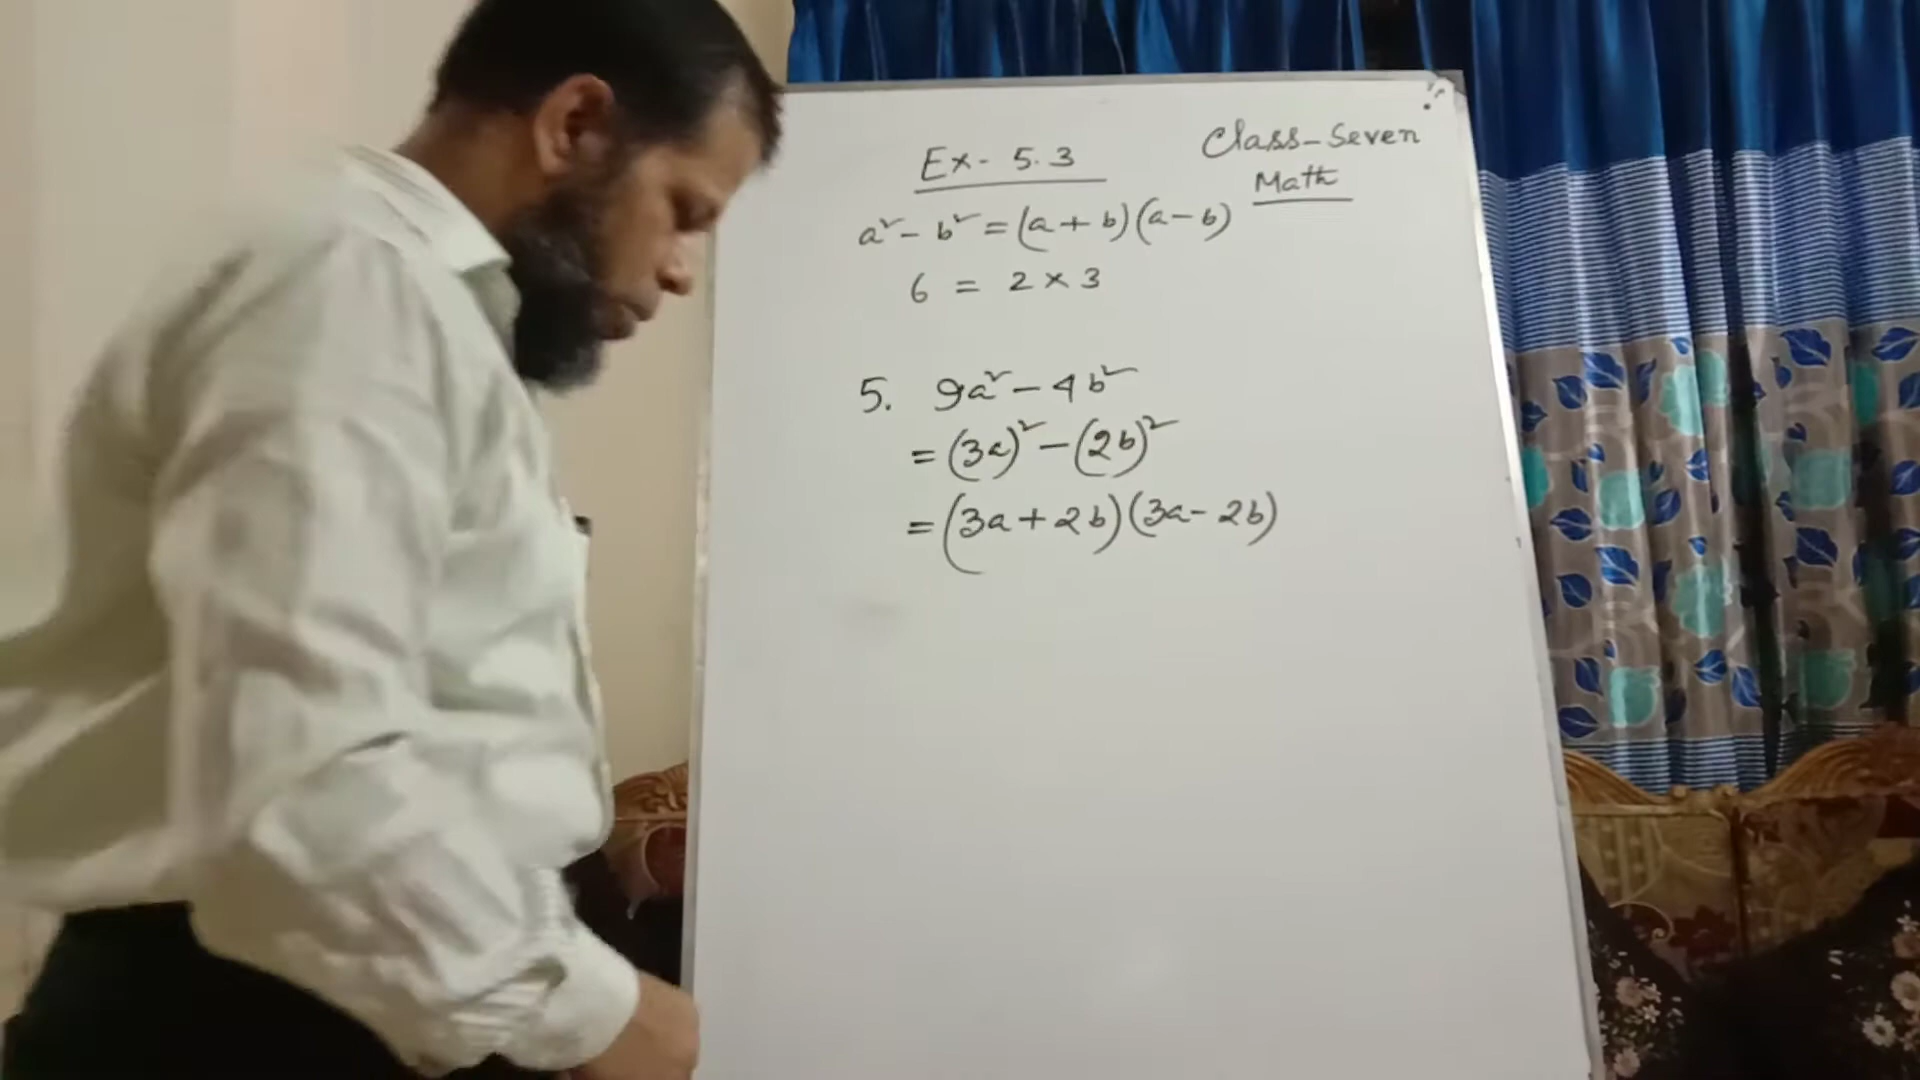 Ex- 5.3
Class-Seven
Math
a² - b² = (a + b)(a - b)
6 = 2 × 3
5. 9a² - 4b²
= (3a)² - (2b)²
= (3a + 2b)(3a - 2b)